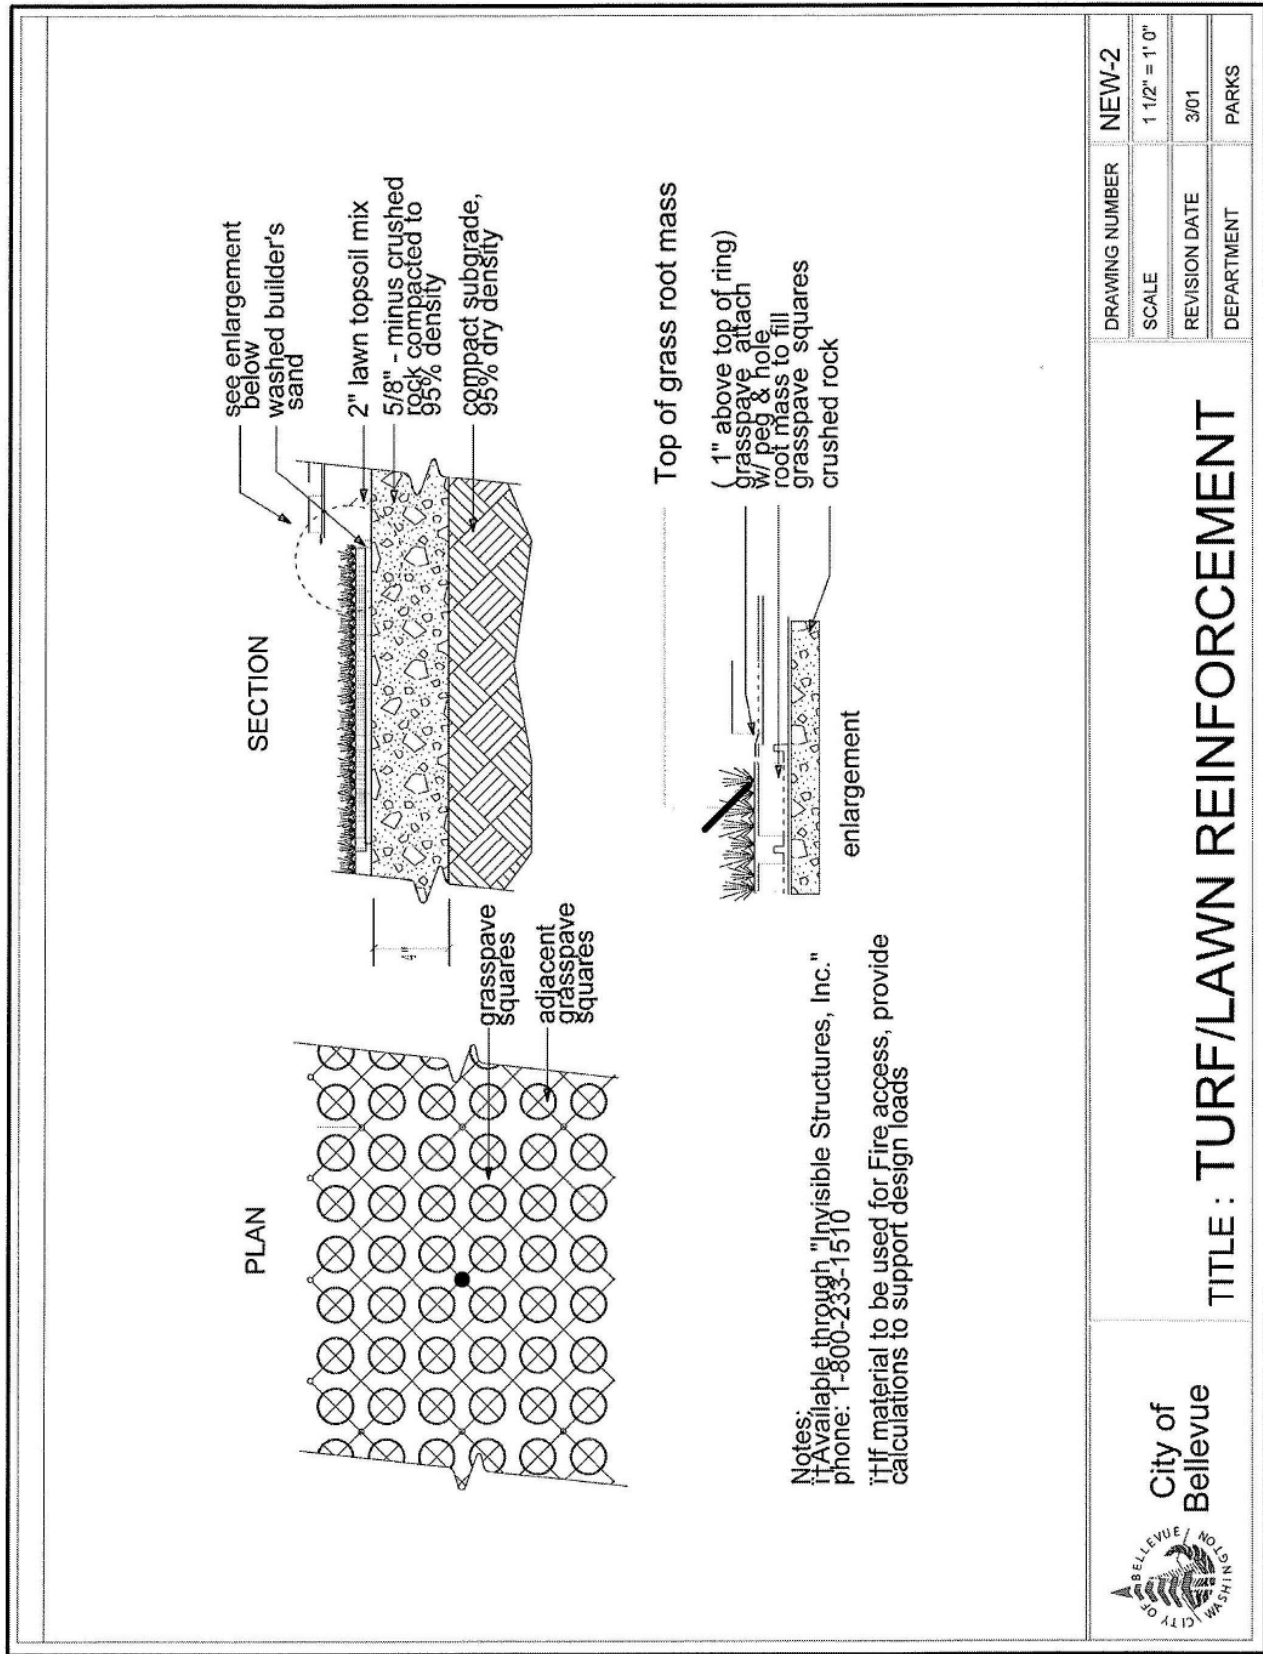 PLAN
SECTION
see enlargement
below
washed builder's
sand
2" lawn topsoil mix
5/8" - minus crushed
rock compacted to
95% density
compact subgrade,
95% dry density
4"
grasspave
squares
adjacent
grasspave
squares
Top of grass root mass
( 1" above top of ring)
grasspave attach
w/ peg & hole
root mass to fill
grasspave squares
crushed rock
enlargement
Notes:
ï†Available through "Invisible Structures, Inc."
phone: 1-800-233-1510
ï†If material to be used for Fire access, provide
calculations to support design loads
CITY OF BELLEVUE
WASHINGTON
City of
Bellevue
TITLE : TURF/LAWN REINFORCEMENT
DRAWING NUMBER NEW-2
SCALE 1 1/2" = 1' 0"
REVISION DATE 3/01
DEPARTMENT PARKS